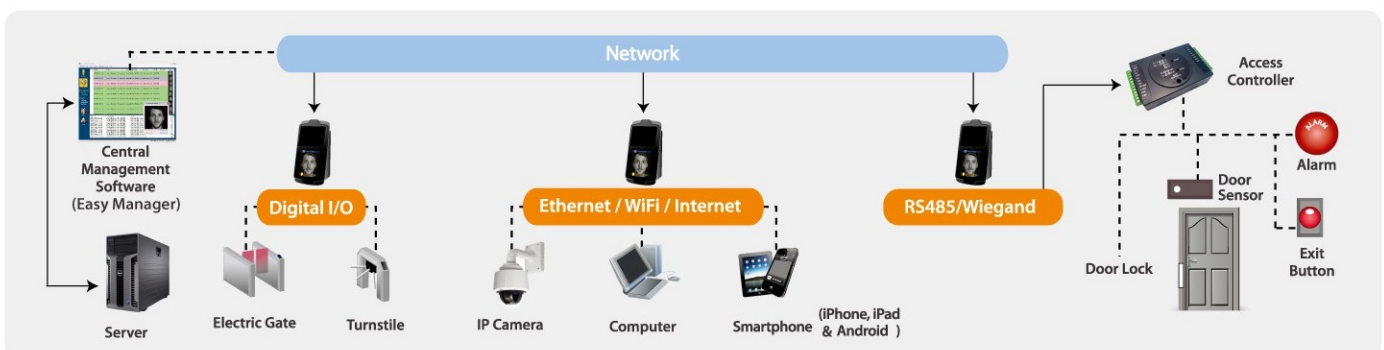 Network
Access
Controller
Central
Management
Software
(Easy Manager)
Digital I/O
Ethernet / WiFi / Internet
RS485/Wiegand
ALARM
Alarm
Door
Sensor
Door Lock
Exit
Button
Server
Electric Gate
Turnstile
IP Camera
Computer
Smartphone
(iPhone, iPad
& Android )